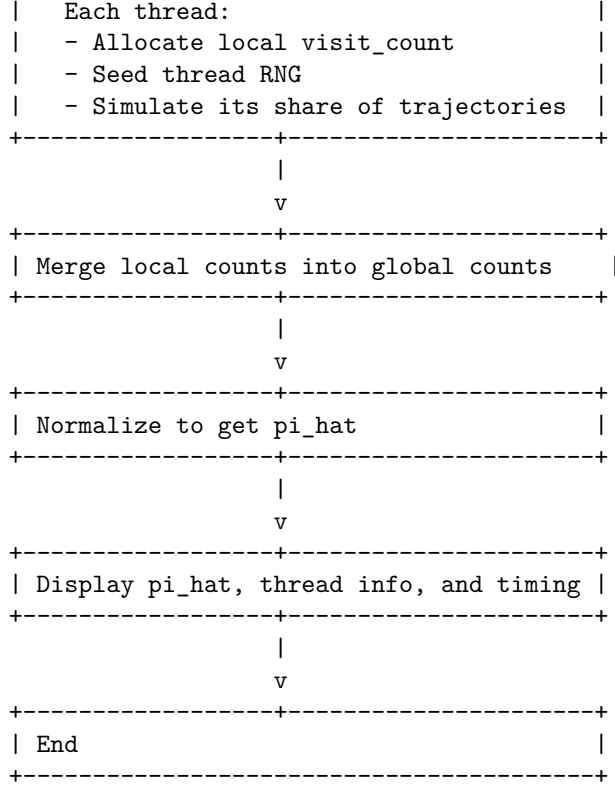 |   Each thread:                          |
|   - Allocate local visit_count          |
|   - Seed thread RNG                     |
|   - Simulate its share of trajectories  |
+------------------+----------------------+
                   |
                   v
+------------------+----------------------+
| Merge local counts into global counts    |
+------------------+----------------------+
                   |
                   v
+------------------+----------------------+
| Normalize to get pi_hat                 |
+------------------+----------------------+
                   |
                   v
+------------------+----------------------+
| Display pi_hat, thread info, and timing |
+------------------+----------------------+
                   |
                   v
+------------------+----------------------+
| End                                     |
+-----------------------------------------+